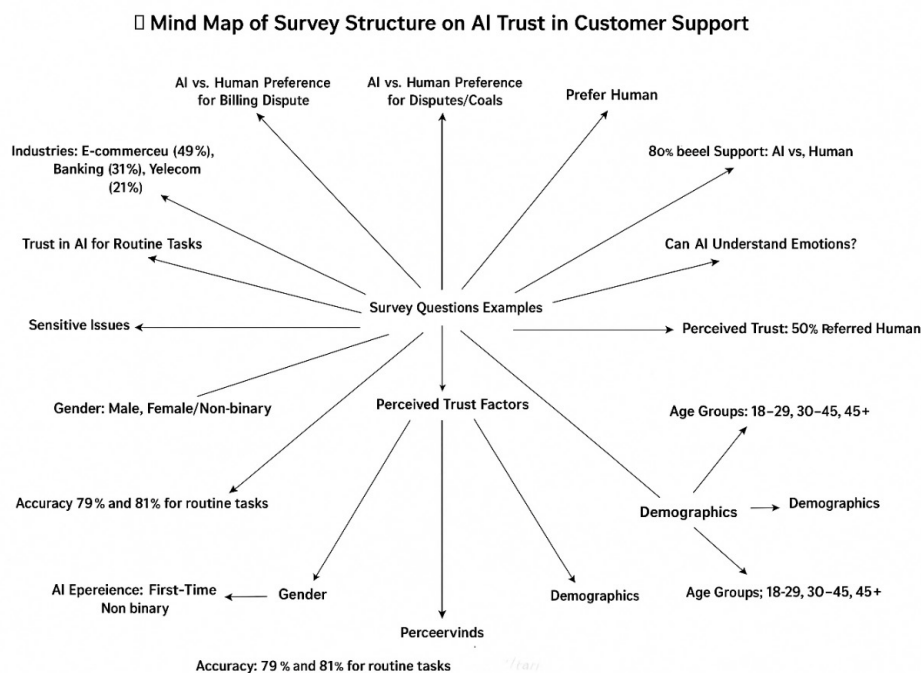 Mind Map of Survey Structure on AI Trust in Customer Support
AI vs. Human Preference
for Billing Dispute
AI vs. Human Preference
for Disputes/Coals
Prefer Human
Industries: E-commerceu (49%),
Banking (31%), Yelecom
(21%)
80% beeel Support: AI vs, Human
Trust in AI for Routine Tasks
Can AI Understand Emotions?
Survey Questions Examples
Sensitive Issues
Perceived Trust: 50% Referred Human
Gender: Male, Female/Non-binary
Perceived Trust Factors
Age Groups: 18–29, 30–45, 45+
Accuracy 79% and 81% for routine tasks
Demographics
Demographics
AI Epereience: First-Time
Non binary
Gender
Demographics
Age Groups; 18-29, 30–45, 45+
Perceervinds
Accuracy: 79 % and 81% for routine tasks